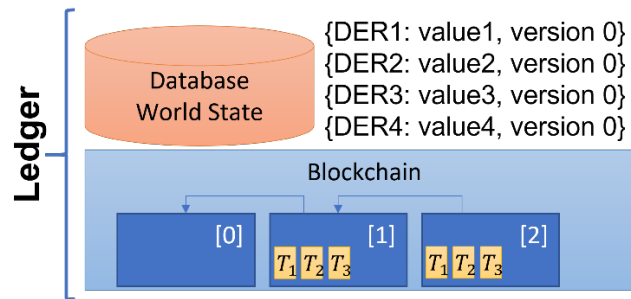 Ledger
Database
World State
{DER1: value1, version 0}
{DER2: value2, version 0}
{DER3: value3, version 0}
{DER4: value4, version 0}
Blockchain
[0]
[1]
T1 T2 T3
[2]
T1 T2 T3